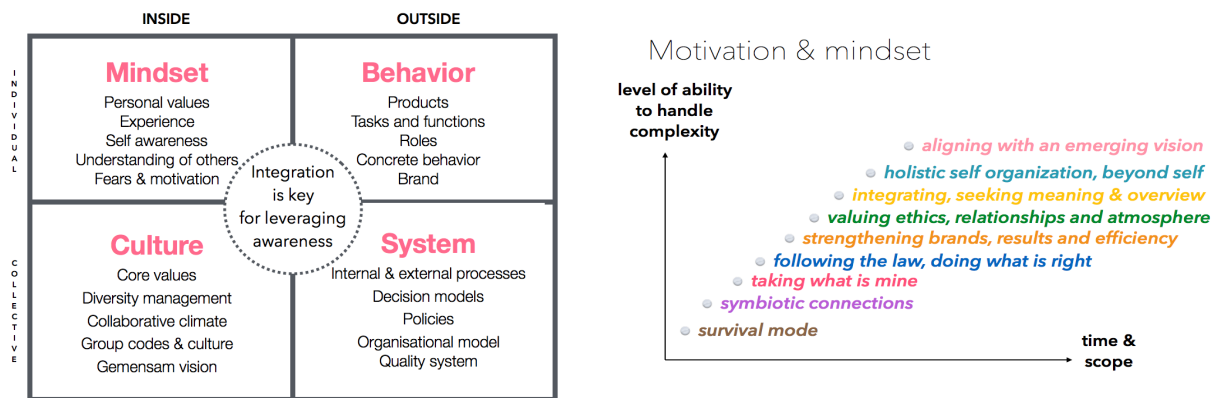 INSIDE
OUTSIDE
INDIVIDUAL
Mindset
Personal values
Experience
Self awareness
Understanding of others
Fears & motivation
Behavior
Products
Tasks and functions
Roles
Concrete behavior
Brand
Integration
is key
for leveraging
awareness
COLLECTIVE
Culture
Core values
Diversity management
Collaborative climate
Group codes & culture
Gemensam vision
System
Internal & external processes
Decision models
Policies
Organisational model
Quality system
Motivation & mindset
level of ability
to handle
complexity
aligning with an emerging vision
holistic self organization, beyond self
integrating, seeking meaning & overview
valuing ethics, relationships and atmosphere
strengthening brands, results and efficiency
following the law, doing what is right
taking what is mine
symbiotic connections
survival mode
time &
scope